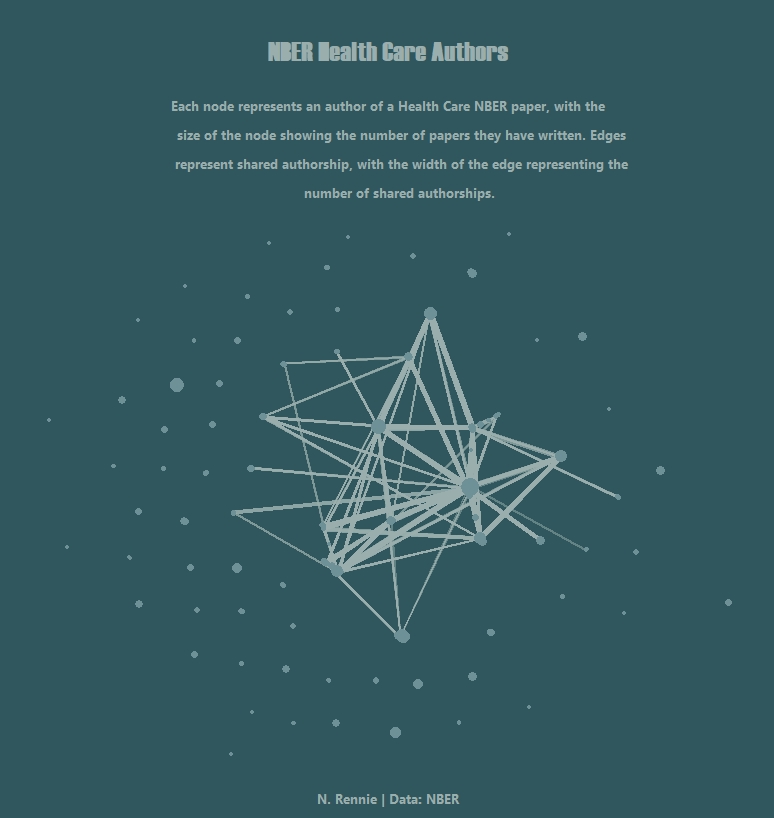 NBER Health Care Authors
Each node represents an author of a Health Care NBER paper, with the
size of the node showing the number of papers they have written. Edges
represent shared authorship, with the width of the edge representing the
number of shared authorships.
N. Rennie | Data: NBER